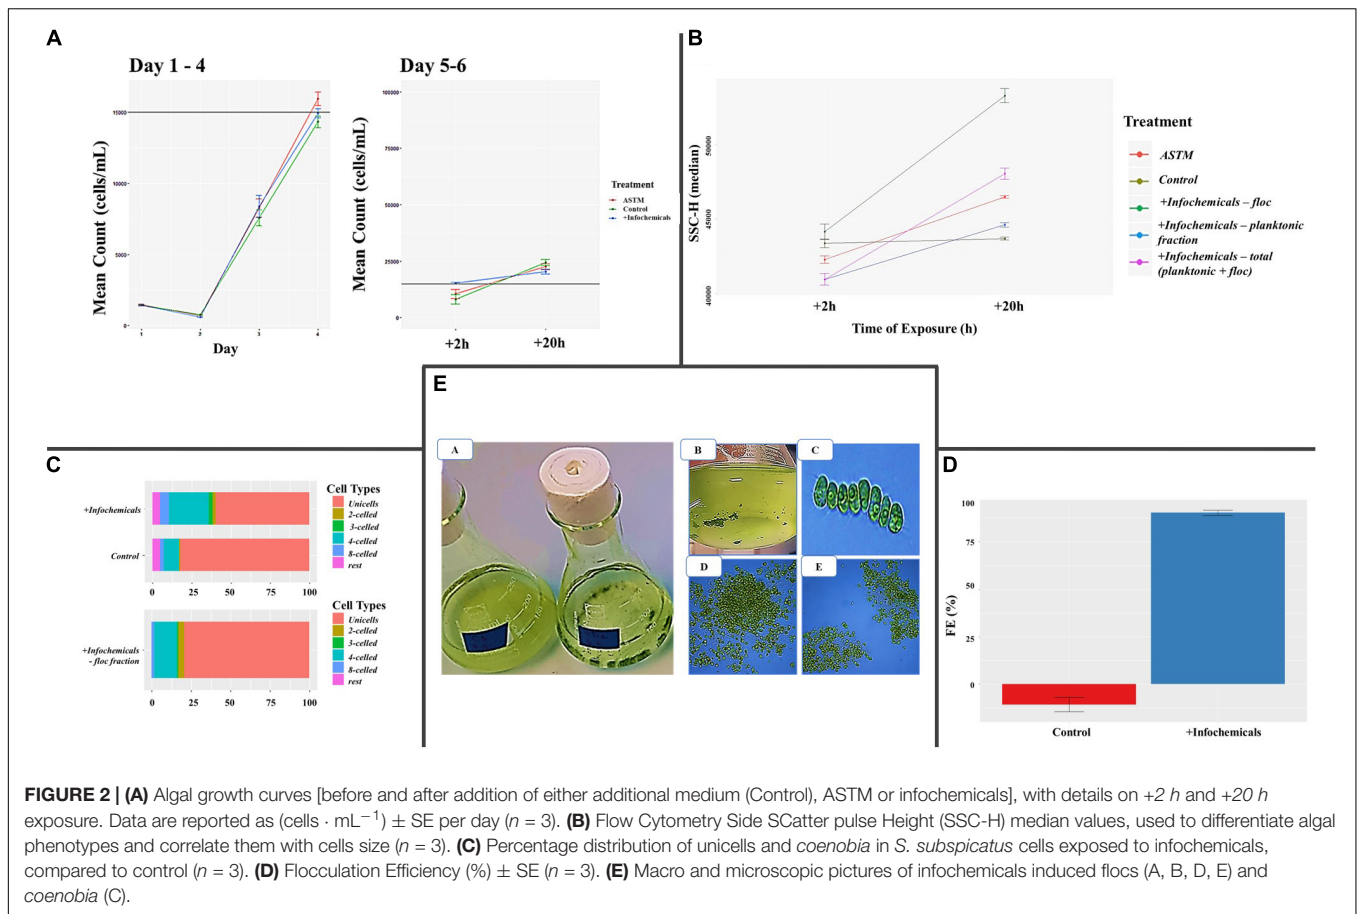 A
Day 1 - 4
Mean Count (cells/mL)
15000
10000
5000
0
1 2 3 4
Day
Day 5-6
Mean Count (cells/mL)
100000
75000
50000
25000
0
+2h +20h
Treatment
ASTM
Control
+Infochemicals
B
SSC-H (median)
50000
45000
40000
+2h +20h
Time of Exposure (h)
Treatment
ASTM
Control
+Infochemicals – floc
+Infochemicals – planktonic
fraction
+Infochemicals – total
(planktonic + floc)
C
+Infochemicals
Control
0 25 50 75 100
Cell Types
Unicells
2-celled
3-celled
4-celled
8-celled
rest
+Infochemicals
- floc fraction
0 25 50 75 100
Cell Types
Unicells
2-celled
3-celled
4-celled
8-celled
rest
E
A
B
C
D
E
D
FE (%)
100
75
50
25
0
Control +Infochemicals
FIGURE 2 | (A) Algal growth curves [before and after addition of either additional medium (Control), ASTM or infochemicals], with details on +2 h and +20 h
exposure. Data are reported as (cells · mL−1) ± SE per day (n = 3). (B) Flow Cytometry Side SCatter pulse Height (SSC-H) median values, used to differentiate algal
phenotypes and correlate them with cells size (n = 3). (C) Percentage distribution of unicells and coenobia in S. subspicatus cells exposed to infochemicals,
compared to control (n = 3). (D) Flocculation Efficiency (%) ± SE (n = 3). (E) Macro and microscopic pictures of infochemicals induced flocs (A, B, D, E) and
coenobia (C).